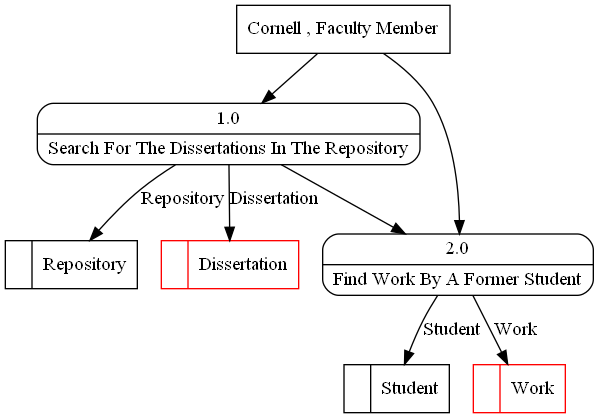 Cornell , Faculty Member
1.0
Search For The Dissertations In The Repository
Repository
Dissertation
Repository
Dissertation
2.0
Find Work By A Former Student
Student
Work
Student
Work